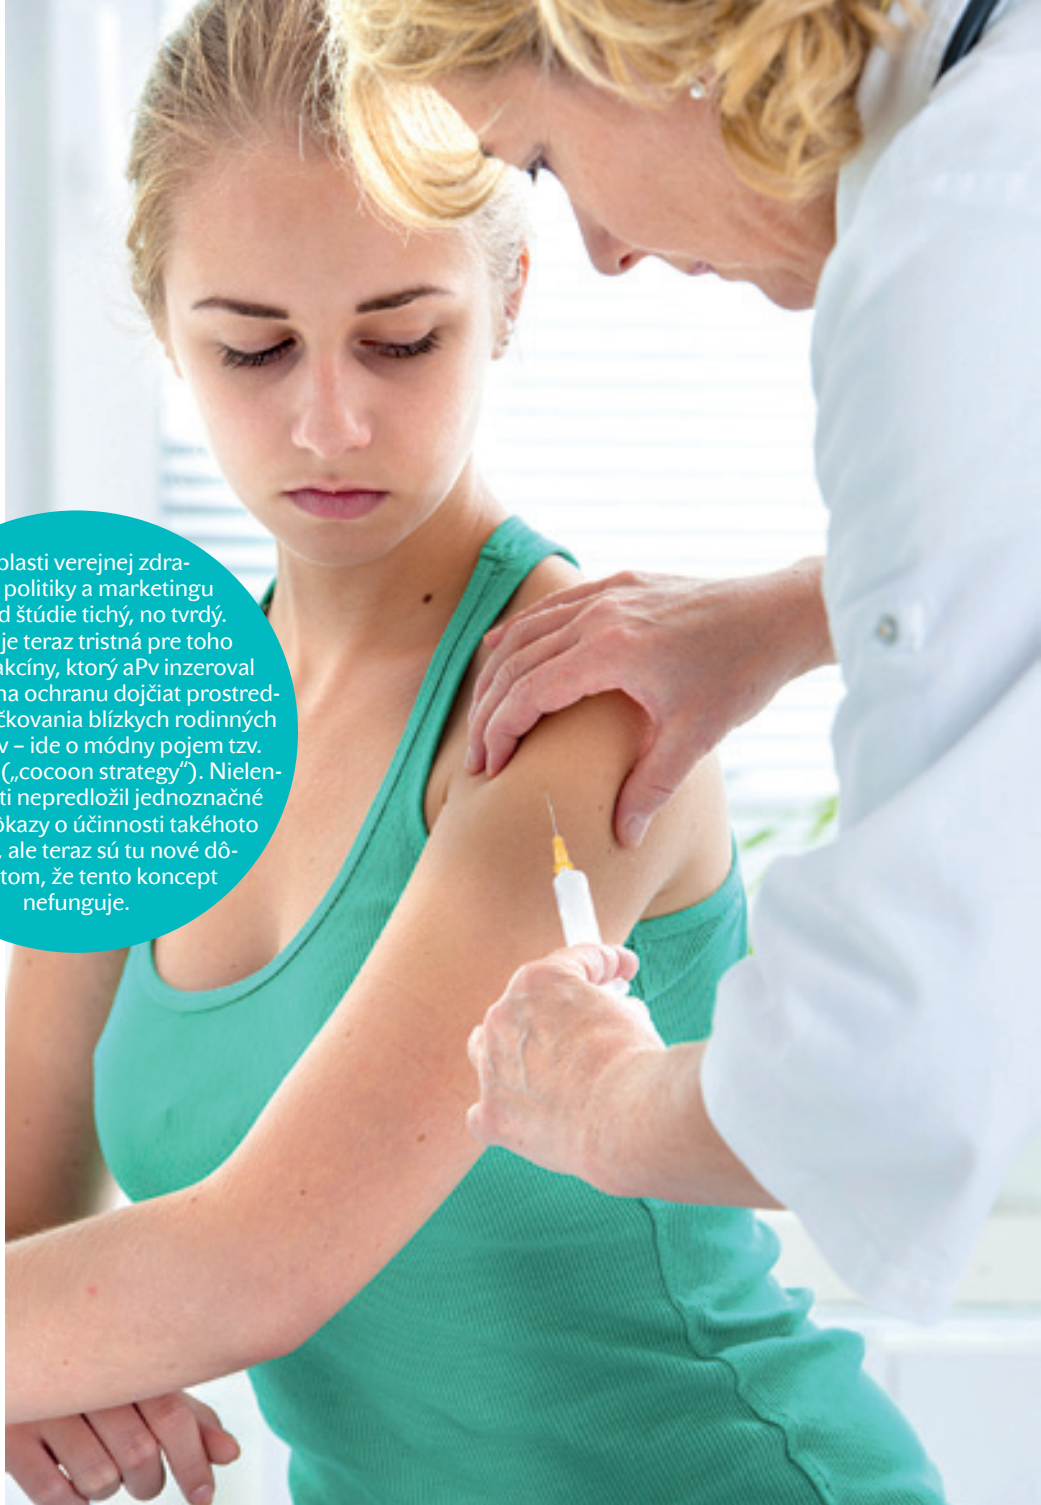 blasti verejnej zdra-
politiky a marketingu
d štúdie tichý, no tvrdý.
je teraz tristná pre toho
akcíny, ktorý aPv inzeroval
na ochranu dojčiat prostred-
čkovania blízkych rodinných
v – ide o módny pojem tzv.
(„cocoon strategy“). Nielen-
ti nepredložil jednoznačné
ôkazy o účinnosti takéhoto
, ale teraz sú tu nové dô-
tom, že tento koncept
nefunguje.